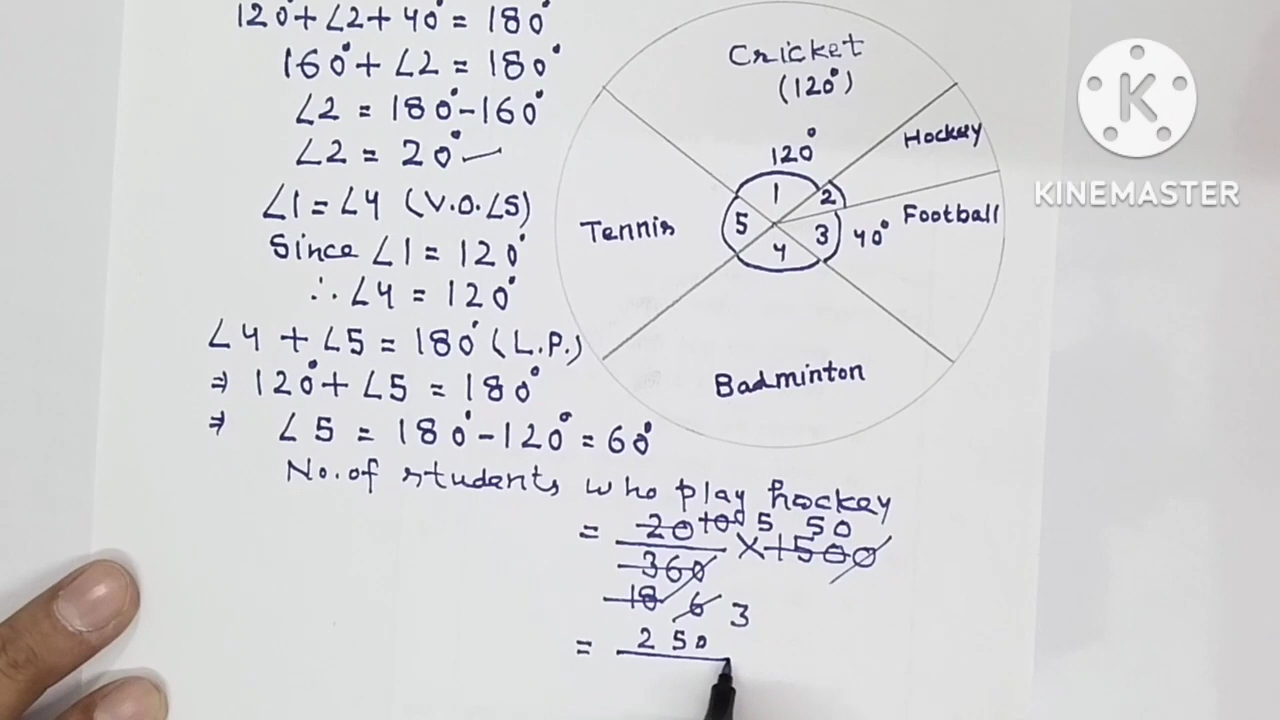 120°+∠2+40°=180°
160°+∠2=180°
∠2=180°-160°
∠2=20°
∠1=∠4 (V.O.∠S)
Since ∠1=120°
∴∠4=120°
∠4+∠5=180°(L.P.)
⇒120°+∠5=180°
⇒ ∠5=180°-120°=60°
No. of students who play hockey
= 20 10 5 50
360 ×1500
18 6 3
= 250
Cricket
(120°)
Hockey
120°
1
2
Football
Tennis
5
3
40°
4
Badminton
K
KINEMASTER